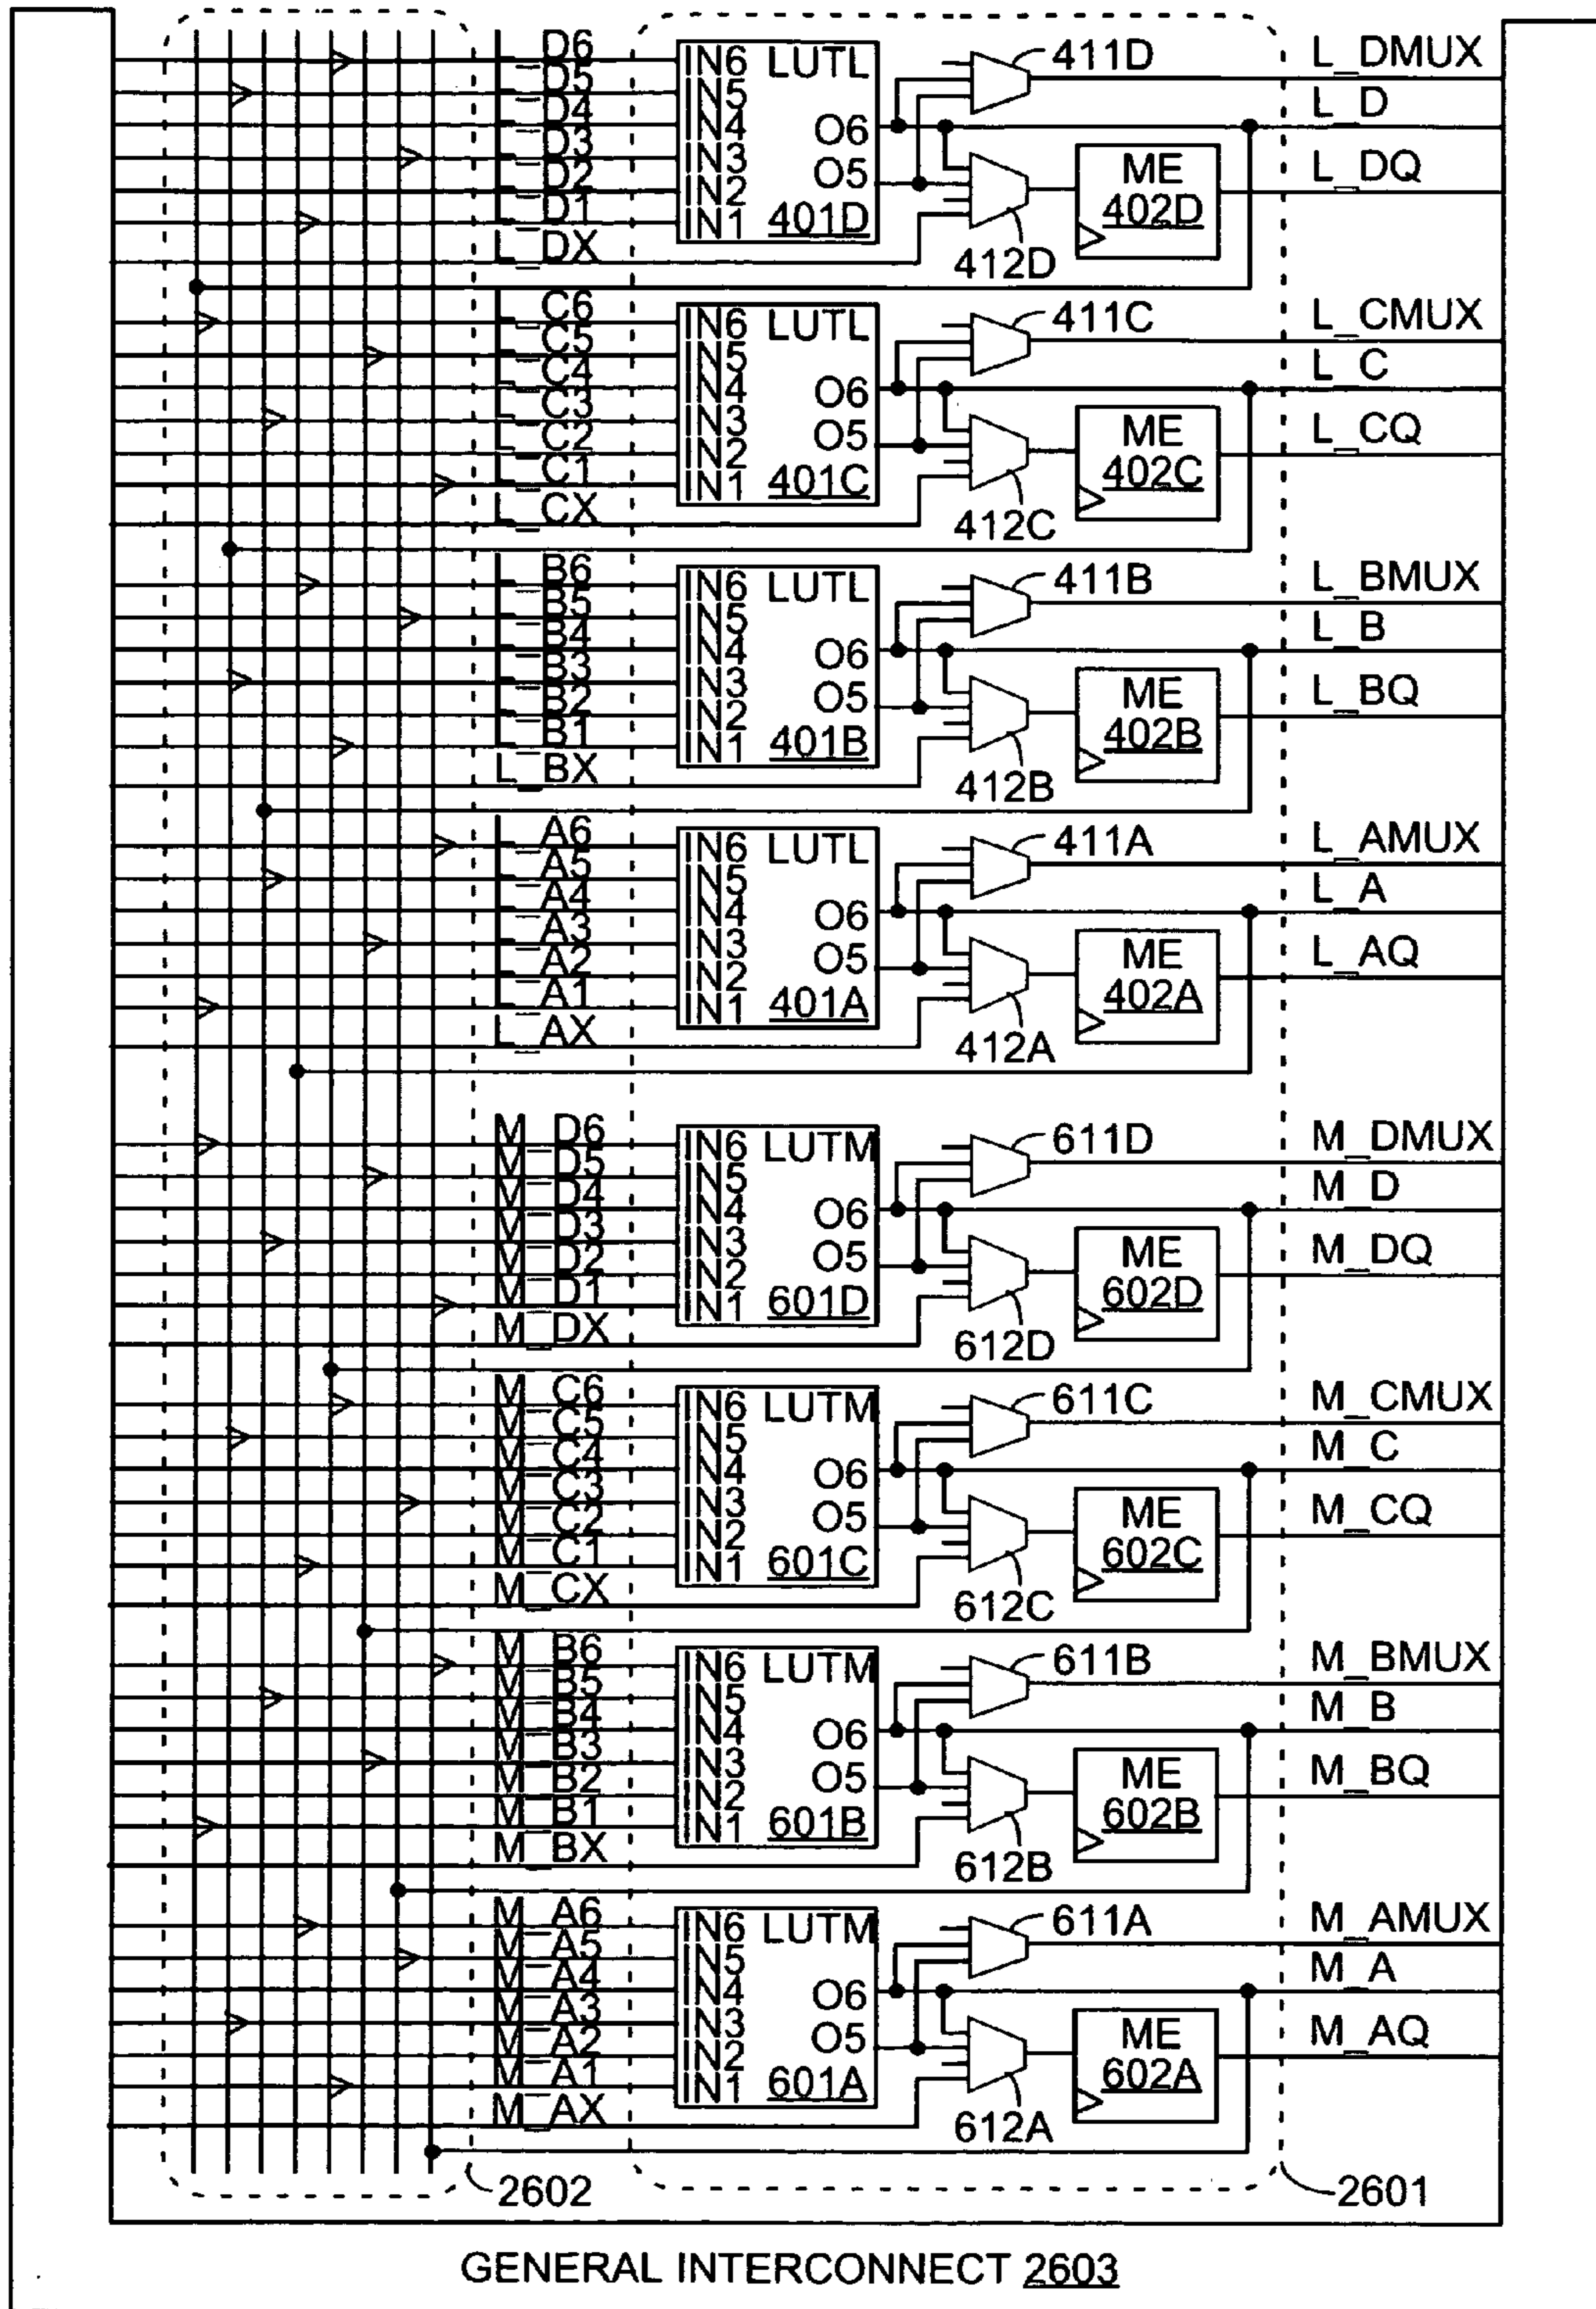 L_D6 IN6 LUTL 411D L_DMUX
L_D5 IN5
L_D4 IN4 O6 L_D
L_D3 IN3
L_D2 IN2 O5 ME L_DQ
L_D1 IN1 401D 402D
L_DX 412D
L_C6 IN6 LUTL 411C L_CMUX
L_C5 IN5
L_C4 IN4 O6 L_C
L_C3 IN3
L_C2 IN2 O5 ME L_CQ
L_C1 IN1 401C 402C
L_CX 412C
L_B6 IN6 LUTL 411B L_BMUX
L_B5 IN5
L_B4 IN4 O6 L_B
L_B3 IN3
L_B2 IN2 O5 ME L_BQ
L_B1 IN1 401B 402B
L_BX 412B
L_A6 IN6 LUTL 411A L_AMUX
L_A5 IN5
L_A4 IN4 O6 L_A
L_A3 IN3
L_A2 IN2 O5 ME L_AQ
L_A1 IN1 401A 402A
L_AX 412A
M_D6 IN6 LUTM 611D M_DMUX
M_D5 IN5
M_D4 IN4 O6 M_D
M_D3 IN3
M_D2 IN2 O5 ME M_DQ
M_D1 IN1 601D 602D
M_DX 612D
M_C6 IN6 LUTM 611C M_CMUX
M_C5 IN5
M_C4 IN4 O6 M_C
M_C3 IN3
M_C2 IN2 O5 ME M_CQ
M_C1 IN1 601C 602C
M_CX 612C
M_B6 IN6 LUTM 611B M_BMUX
M_B5 IN5
M_B4 IN4 O6 M_B
M_B3 IN3
M_B2 IN2 O5 ME M_BQ
M_B1 IN1 601B 602B
M_BX 612B
M_A6 IN6 LUTM 611A M_AMUX
M_A5 IN5
M_A4 IN4 O6 M_A
M_A3 IN3
M_A2 IN2 O5 ME M_AQ
M_A1 IN1 601A 602A
M_AX 612A
2602 2601
GENERAL INTERCONNECT 2603